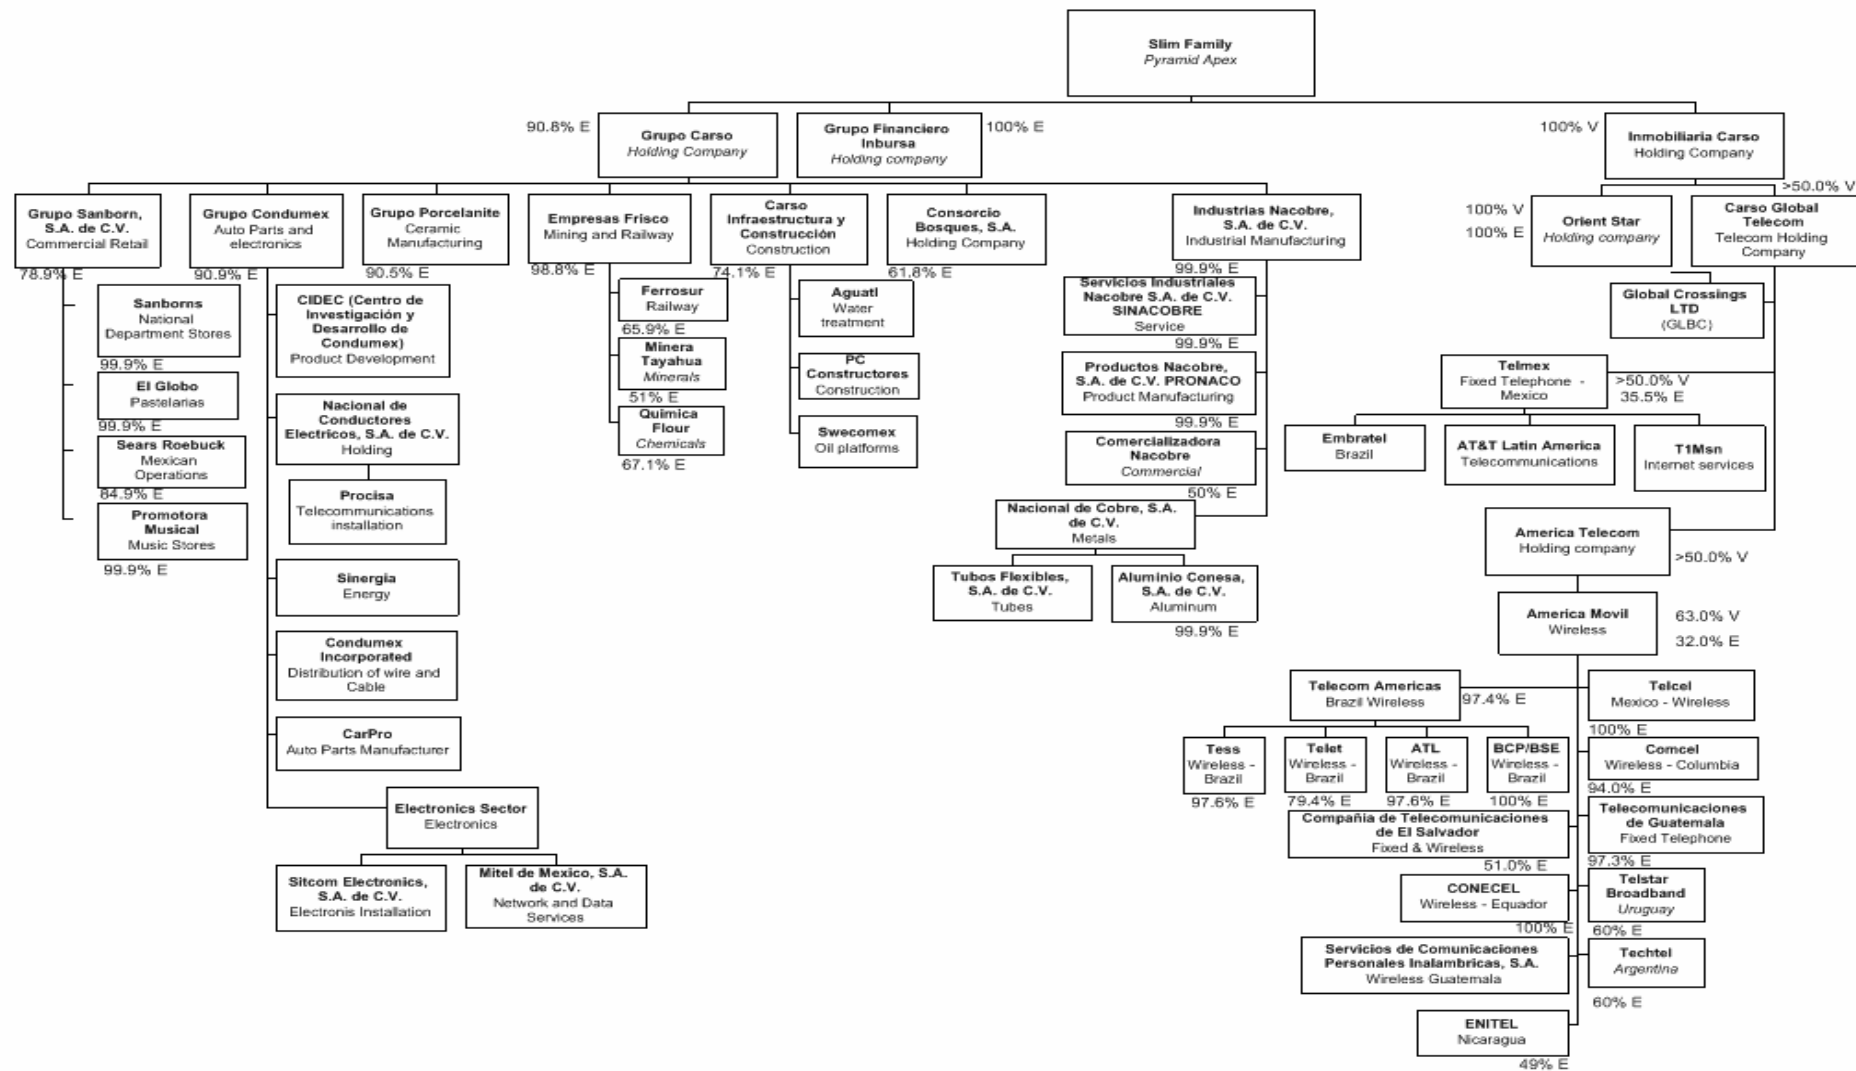 Slim Family
Pyramid Apex
90.8% E
Grupo Carso
Holding Company
Grupo Financiero
Inbursa
Holding company
100% E
100% V
Inmobiliaria Carso
Holding Company
Grupo Sanborn,
S.A. de C.V.
Commercial Retail
78.9% E
Grupo Condumex
Auto Parts and
electronics
90.9% E
Grupo Porcelanite
Ceramic
Manufacturing
90.5% E
Empresas Frisco
Mining and Railway
98.8% E
Carso
Infraestructura y
Construcción
Construction
74.1% E
Consorcio
Bosques, S.A.
Holding Company
61.8% E
Industrias Nacobre,
S.A. de C.V.
Industrial Manufacturing
99.9% E
100% V
100% E
Orient Star
Holding company
>50.0% V
Carso Global
Telecom
Telecom Holding
Company
Sanborns
National
Department Stores
99.9% E
El Globo
Pastelarias
99.9% E
Sears Roebuck
Mexican
Operations
84.9% E
Promotora
Musical
Music Stores
99.9% E
CIDEC (Centro de
Investigación y
Desarrollo de
Condumex)
Product Development
Nacional de
Conductores
Electricos, S.A. de C.V.
Holding
Procisa
Telecommunications
installation
Sinergia
Energy
Condumex
Incorporated
Distribution of wire and
Cable
CarPro
Auto Parts Manufacturer
Electronics Sector
Electronics
Sitcom Electronics,
S.A. de C.V.
Electronis Installation
Mitel de Mexico, S.A.
de C.V.
Network and Data
Services
Ferrosur
Railway
65.9% E
Minera
Tayahua
Minerals
51% E
Quimica
Flour
Chemicals
67.1% E
Aguatl
Water
treatment
PC
Constructores
Construction
Swecomex
Oil platforms
Servicios Industriales
Nacobre S.A. de C.V.
SINACOBRE
Service
99.9% E
Productos Nacobre,
S.A. de C.V. PRONACO
Product Manufacturing
99.9% E
Comercializadora
Nacobre
Commercial
50% E
Nacional de Cobre, S.A.
de C.V.
Metals
Tubos Flexibles,
S.A. de C.V.
Tubes
Aluminio Conesa,
S.A. de C.V.
Aluminum
99.9% E
Global Crossings
LTD
(GLBC)
Telmex
Fixed Telephone -
Mexico
>50.0% V
35.5% E
Embratel
Brazil
AT&T Latin America
Telecommunications
T1Msn
Internet services
America Telecom
Holding company
>50.0% V
America Movil
Wireless
63.0% V
32.0% E
Telecom Americas
Brazil Wireless
97.4% E
Telcel
Mexico - Wireless
100% E
Tess
Wireless -
Brazil
97.6% E
Telet
Wireless -
Brazil
79.4% E
ATL
Wireless -
Brazil
97.6% E
BCP/BSE
Wireless -
Brazil
100% E
Comcel
Wireless - Columbia
94.0% E
Compañia de Telecomunicaciones
de El Salvador
Fixed & Wireless
51.0% E
Telecomunicaciones
de Guatemala
Fixed Telephone
97.3% E
CONECEL
Wireless - Equador
100% E
Telstar
Broadband
Uruguay
60% E
Servicios de Comunicaciones
Personales Inalambricas, S.A.
Wireless Guatemala
Techtel
Argentina
60% E
ENITEL
Nicaragua
49% E